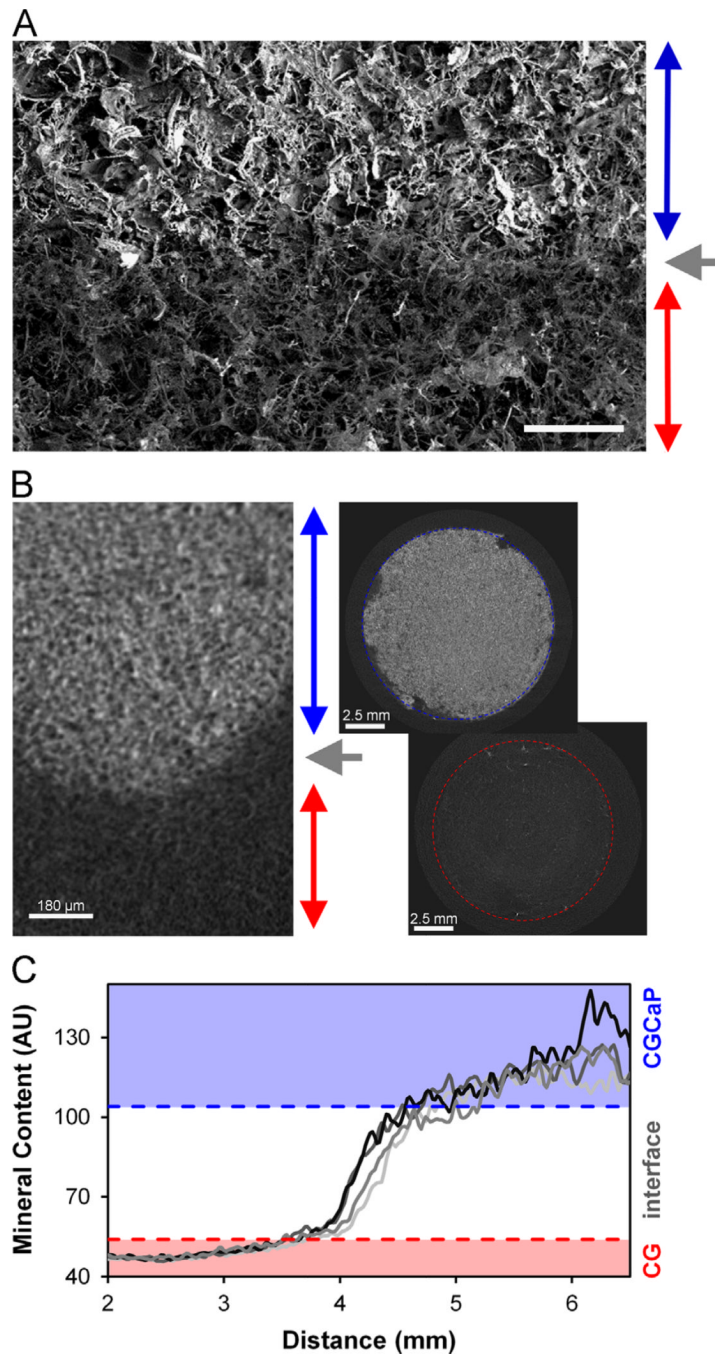 A
B
2.5 mm
180 µm
2.5 mm
C
Mineral Content (AU)
130
100
70
40
2
3
4
5
6
Distance (mm)
CGCaP
interface
CG